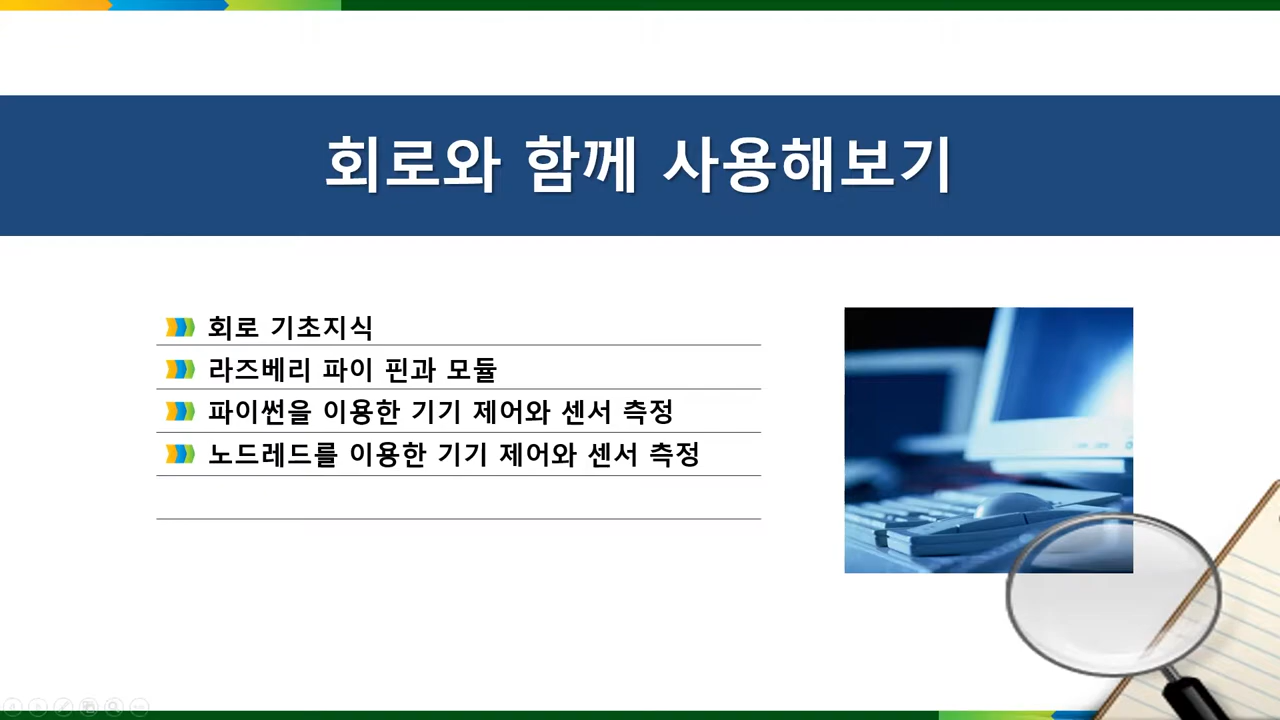 회로와 함께 사용해보기
회로 기초지식
라즈베리 파이 핀과 모듈
파이썬을 이용한 기기 제어와 센서 측정
노드레드를 이용한 기기 제어와 센서 측정